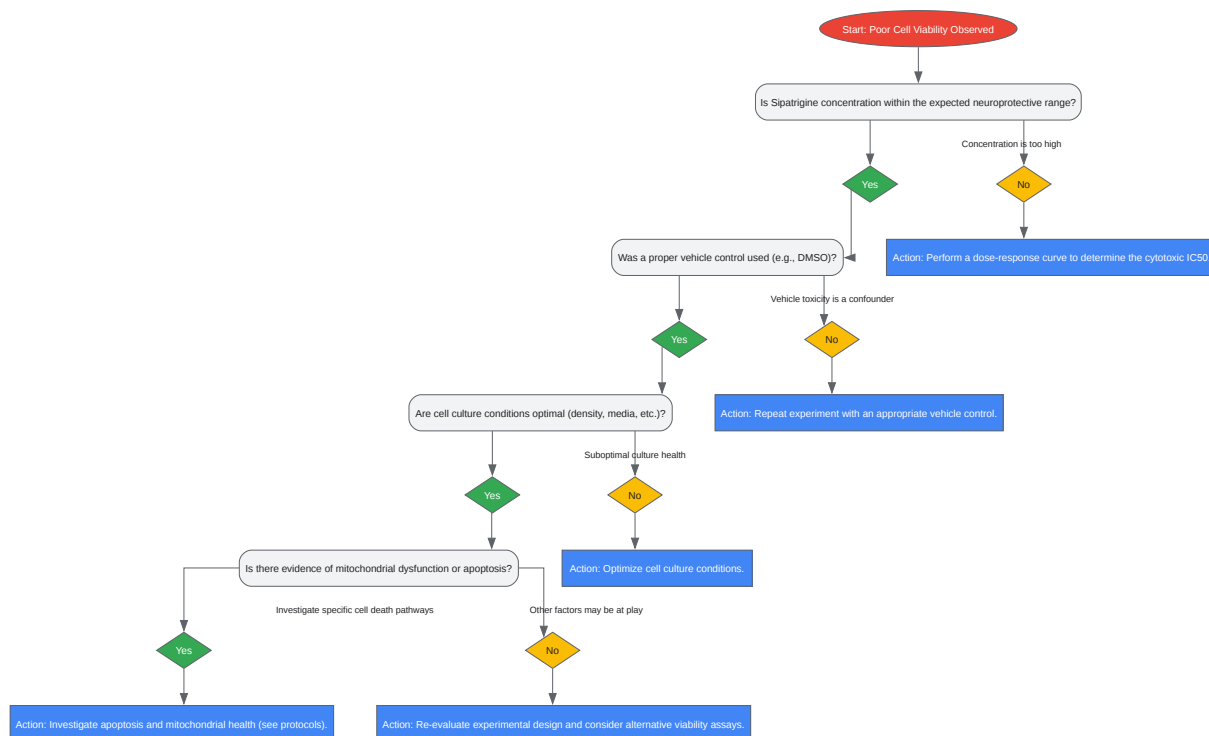 Start: Poor Cell Viability Observed
Is Sipatrigine concentration within the expected neuroprotective range?
Concentration is too high
Yes
No
Was a proper vehicle control used (e.g., DMSO)?
Action: Perform a dose-response curve to determine the cytotoxic IC50
Vehicle toxicity is a confounder
Yes
No
Are cell culture conditions optimal (density, media, etc.)?
Action: Repeat experiment with an appropriate vehicle control.
Suboptimal culture health
Yes
No
Is there evidence of mitochondrial dysfunction or apoptosis?
Action: Optimize cell culture conditions.
Investigate specific cell death pathways
Other factors may be at play
Yes
No
Action: Investigate apoptosis and mitochondrial health (see protocols).
Action: Re-evaluate experimental design and consider alternative viability assays.